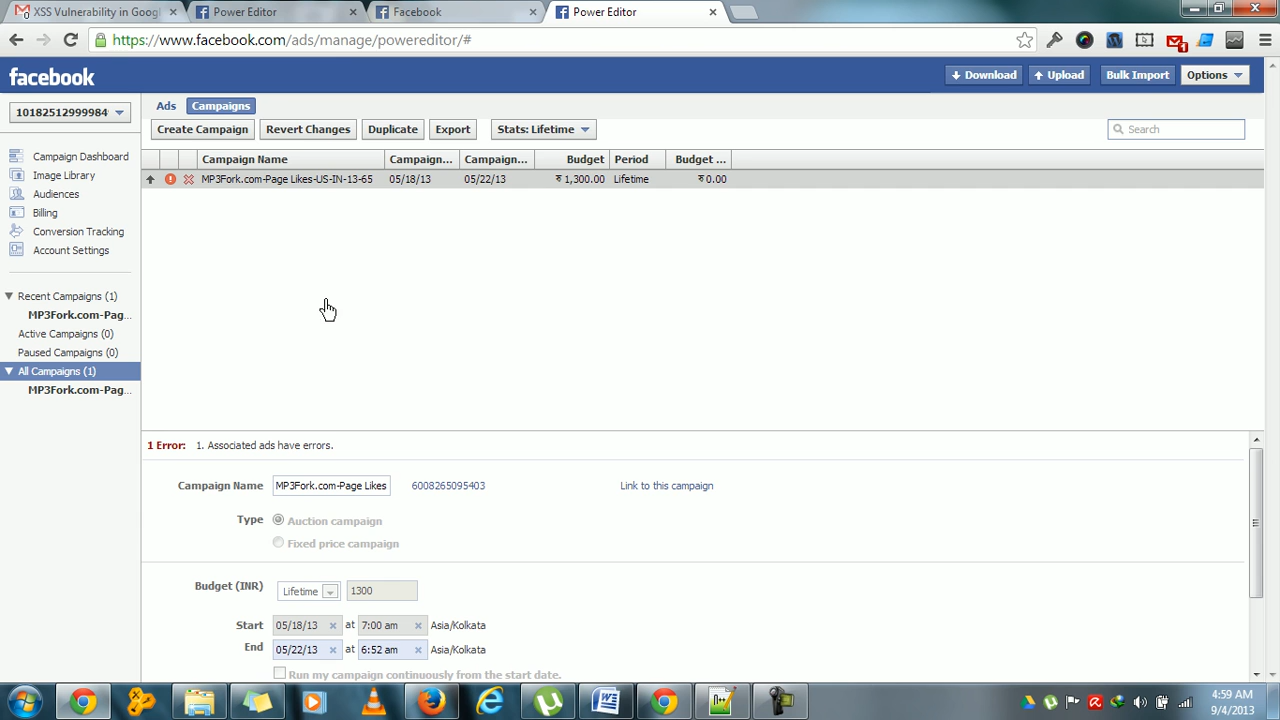 XSS Vulnerability in Googl
Power Editor
Facebook
Power Editor
https://www.facebook.com/ads/manage/powereditor/#
1
facebook
Download
Upload
Bulk Import
Options
10182512999984
Ads
Campaigns
Create Campaign
Revert Changes
Duplicate
Export
Stats: Lifetime
Search
Campaign Dashboard
Image Library
Audiences
Billing
Conversion Tracking
Account Settings
Recent Campaigns (1)
MP3Fork.com-Pag...
Active Campaigns (0)
Paused Campaigns (0)
All Campaigns (1)
MP3Fork.com-Pag...
Campaign Name Campaign... Campaign... Budget Period Budget ...
MP3Fork.com-Page Likes-US-IN-13-65 05/18/13 05/22/13 ₹ 1,300.00 Lifetime ₹ 0.00
1 Error: 1. Associated ads have errors.
Campaign Name MP3Fork.com-Page Likes 6008265095403 Link to this campaign
Type Auction campaign
Fixed price campaign
Budget (INR) Lifetime 1300
Start 05/18/13 × at 7:00 am × Asia/Kolkata
End 05/22/13 × at 6:52 am × Asia/Kolkata
Run my campaign continuously from the start date.
4:59 AM
9/4/2013